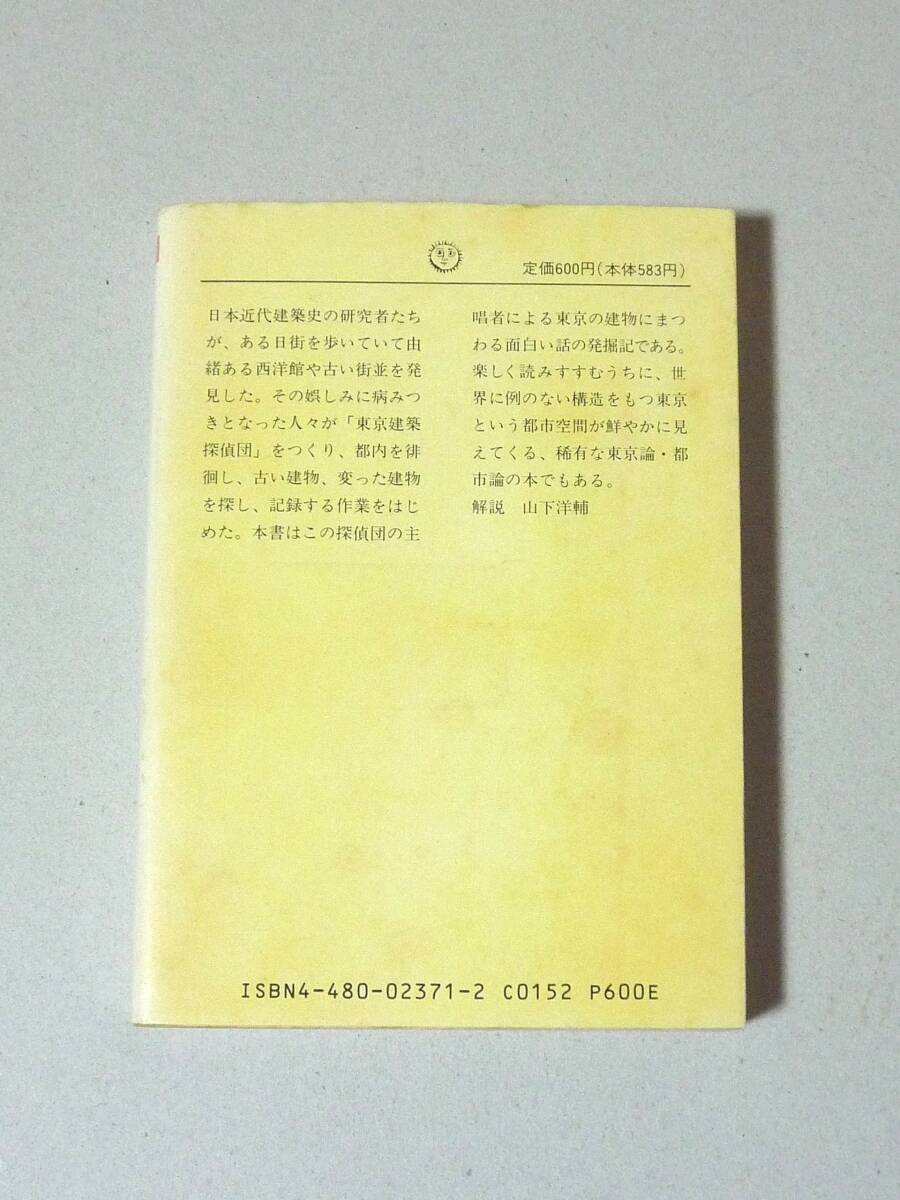 定価600円(本体583円)
日本近代建築史の研究者たち
が、ある日街を歩いていて由
緒ある西洋館や古い街並を発
見した。その娯しみに病みつ
きとなった人々が「東京建築
探偵団」をつくり、都内を徘
徊し、古い建物、変った建物
を探し、記録する作業をはじ
めた。本書はこの探偵団の主
唱者による東京の建物にまつ
わる面白い話の発掘記である。
楽しく読みすすむうちに、世
界に例のない構造をもつ東京
という都市空間が鮮やかに見
えてくる、稀有な東京論・都
市論の本でもある。
解説 山下洋輔
ISBN4-480-02371-2 C0152 P600E